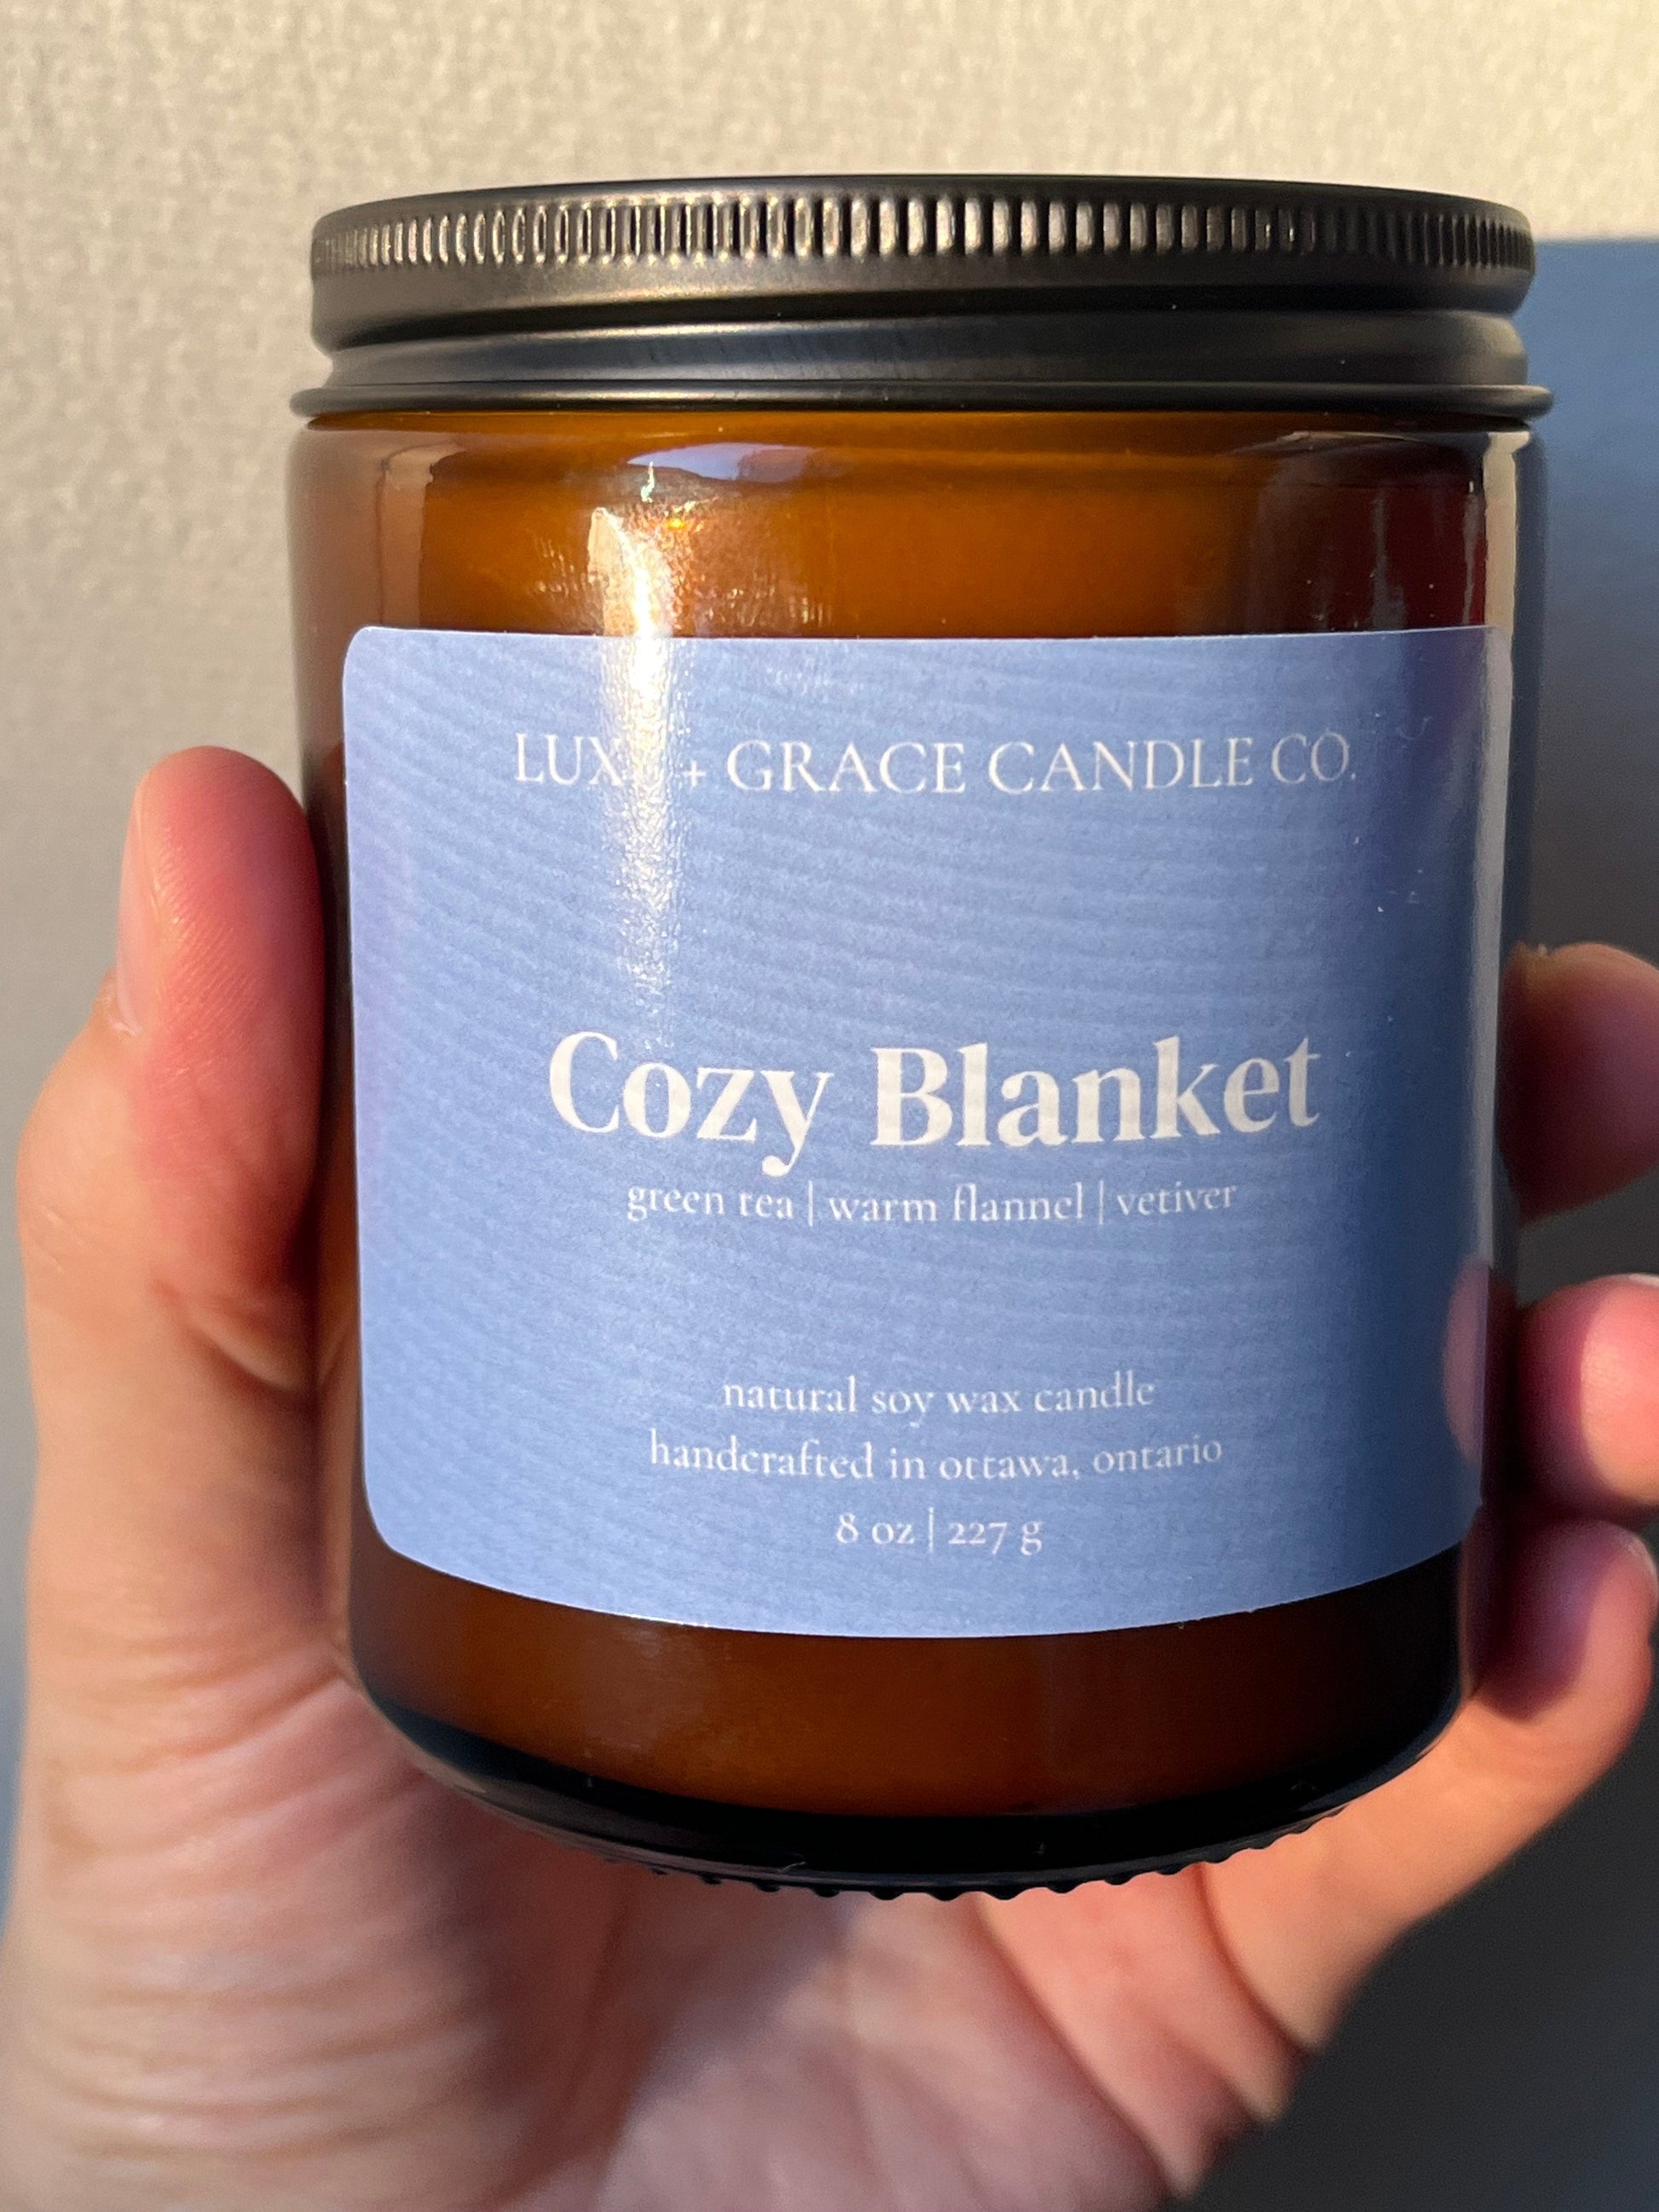 + GRACE CANDLE CO.
Cozy Blanket
green tea | warm flannel | vetiver
natural soy wax candle
handcrafted in ottawa, ontario
8 oz | 227 g